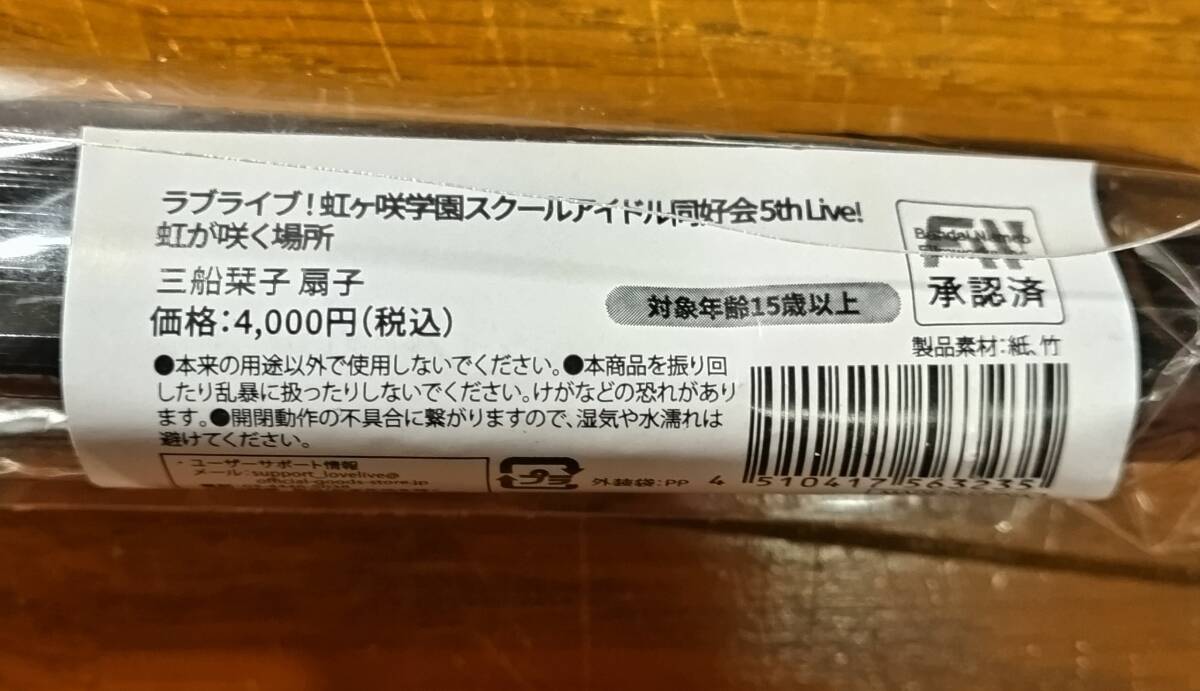 ラブライブ!虹ヶ咲学園スクールアイドル同好会 5th Live!
虹が咲く場所
三船栞子 扇子
価格:4,000円(税込)
対象年齢15歳以上
Bandai Namco
承認済
製品素材:紙、竹
●本来の用途以外で使用しないでください。●本商品を振り回
したり乱暴に扱ったりしないでください。けがなどの恐れがあり
ます。●開閉動作の不具合に繋がりますので、湿気や水濡れは
避けてください。
・ユーザーサポート情報
メール:support_lovelive@
official-goods-store.jp
プラ
外装袋:PP
4 510417 563235